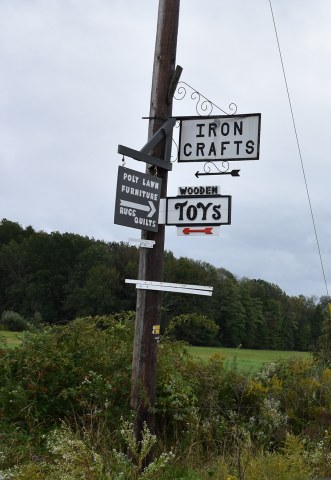 IRON
CRAFTS
POLY LAWN
FURNITURE
RUGS QUILTS
WOODEN
TOYS